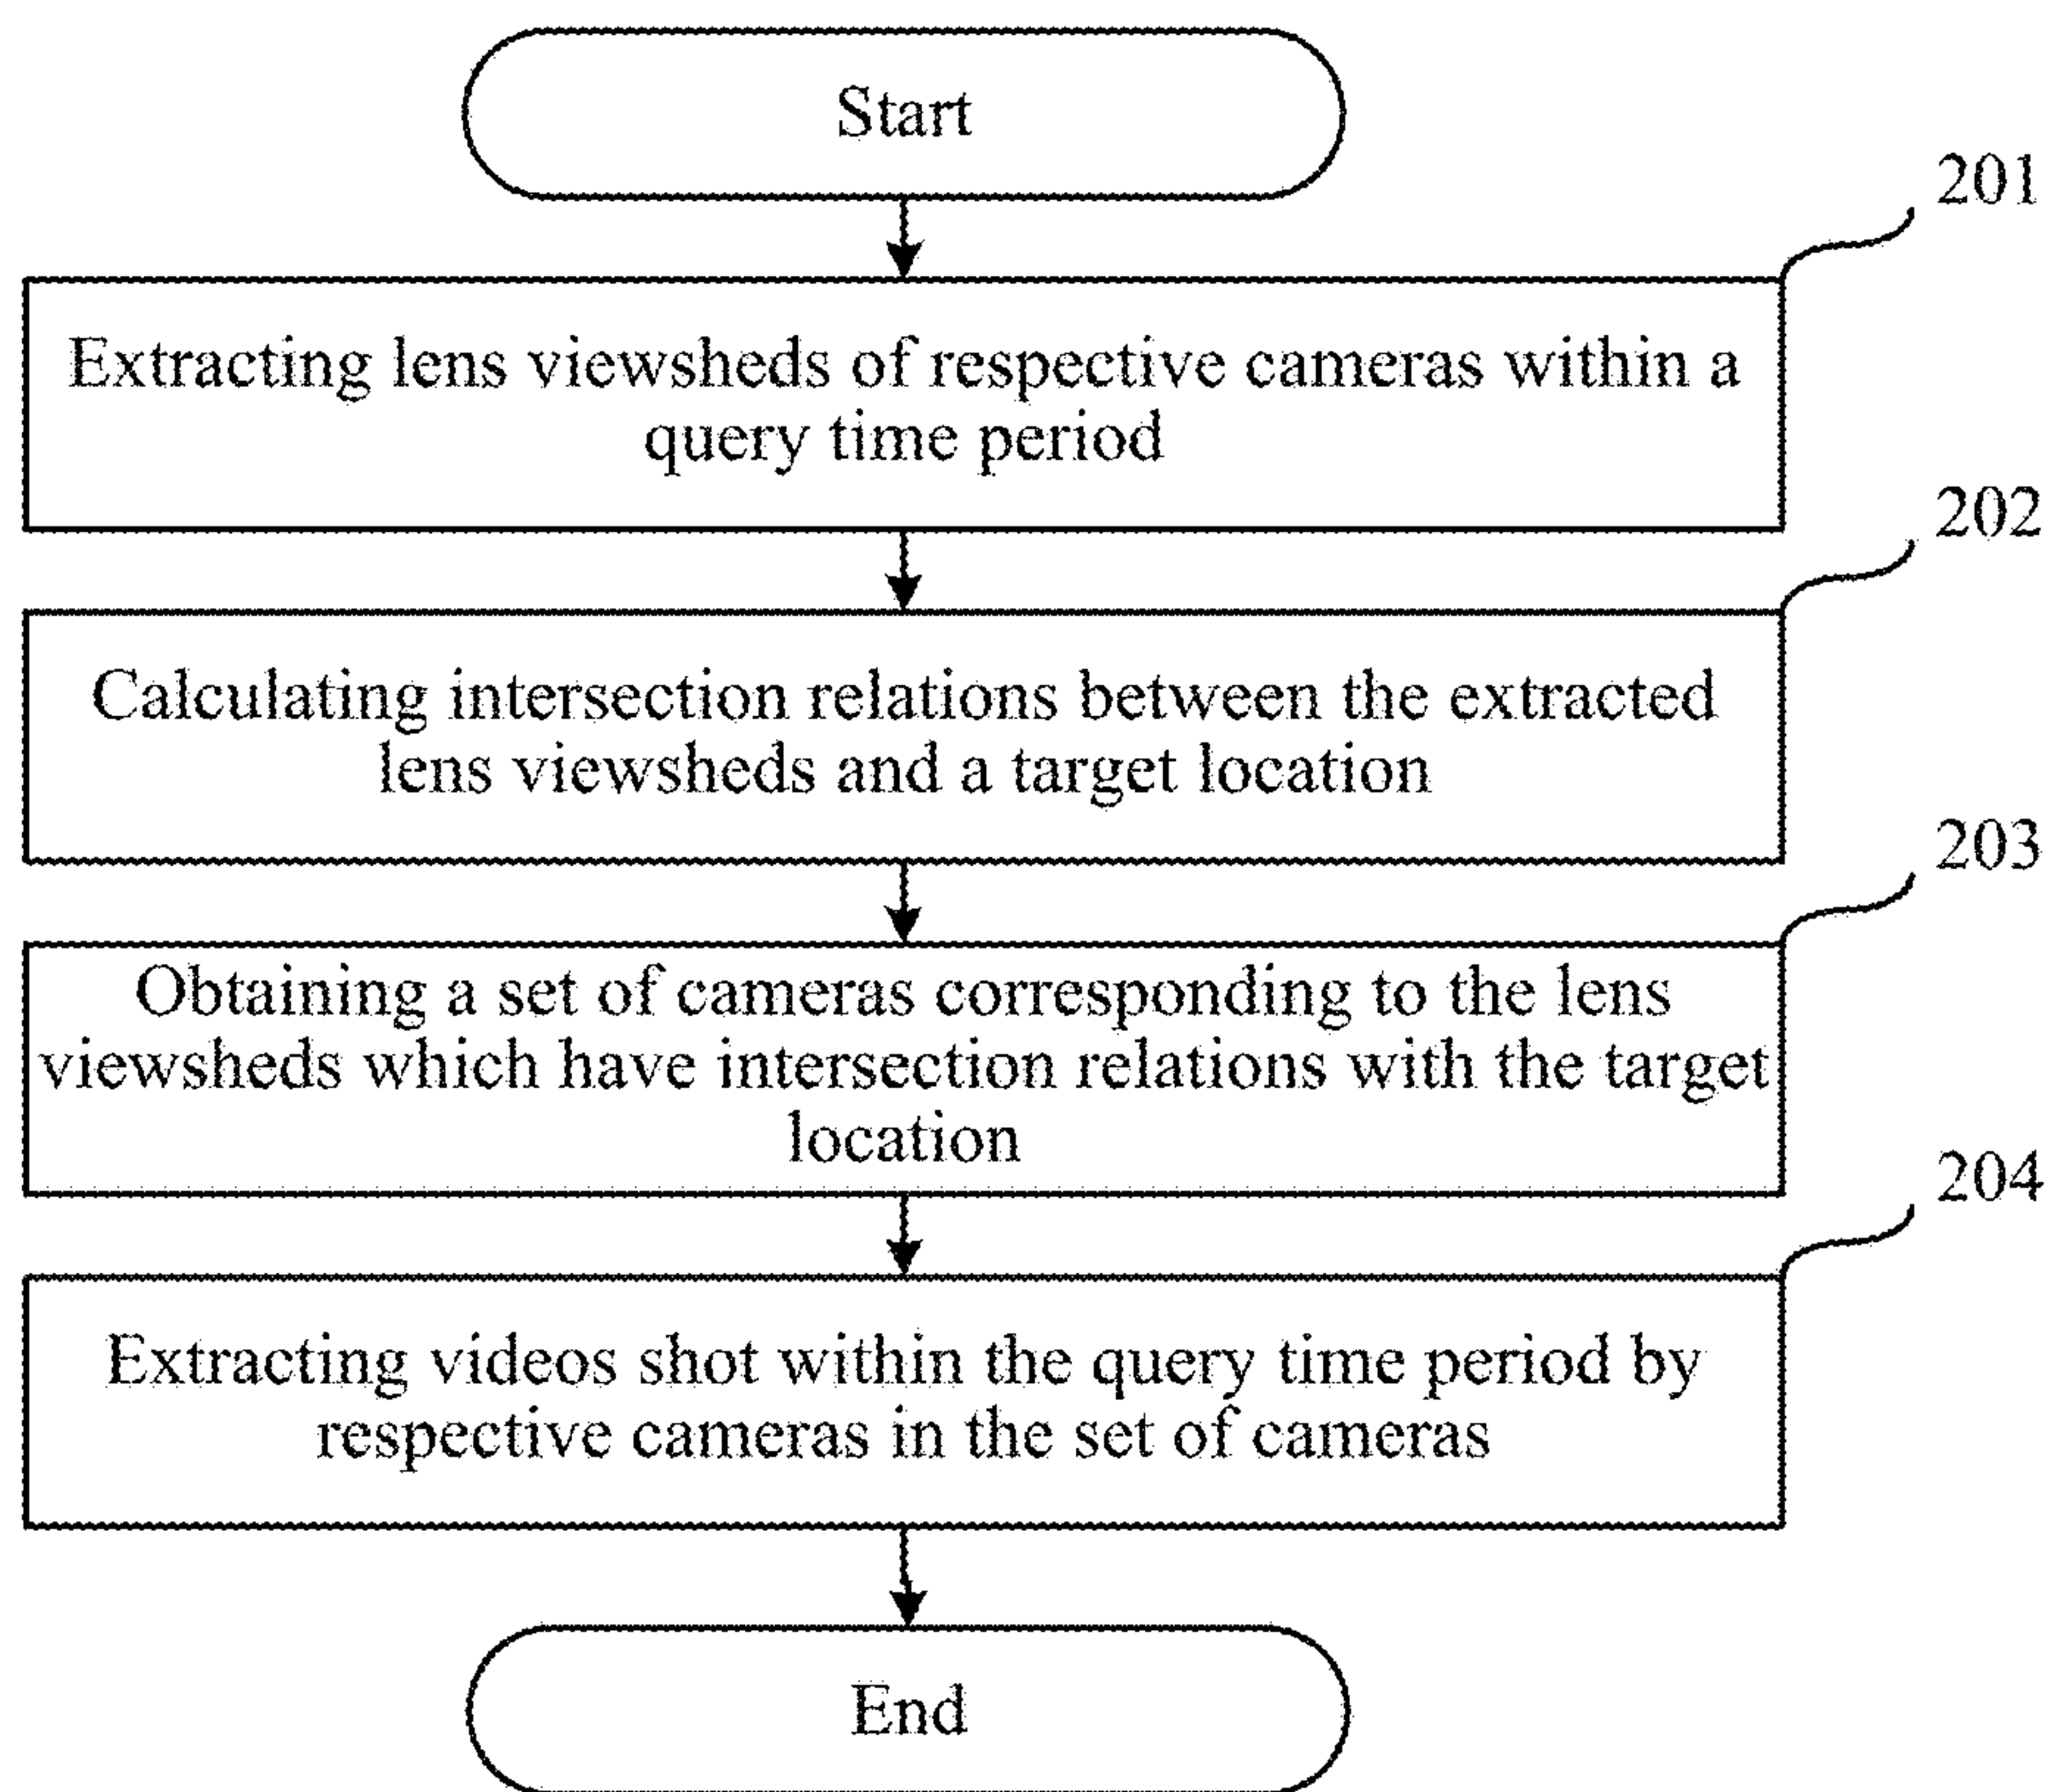 Start
201
Extracting lens viewsheds of respective cameras within a
query time period
202
Calculating intersection relations between the extracted
lens viewsheds and a target location
203
Obtaining a set of cameras corresponding to the lens
viewsheds which have intersection relations with the target
location
204
Extracting videos shot within the query time period by
respective cameras in the set of cameras
End